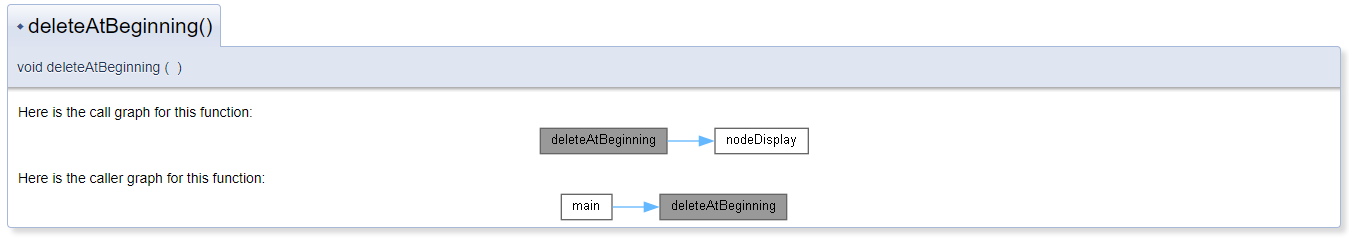 deleteAtBeginning()
void deleteAtBeginning ( )
Here is the call graph for this function:
deleteAtBeginning nodeDisplay
Here is the caller graph for this function:
main deleteAtBeginning